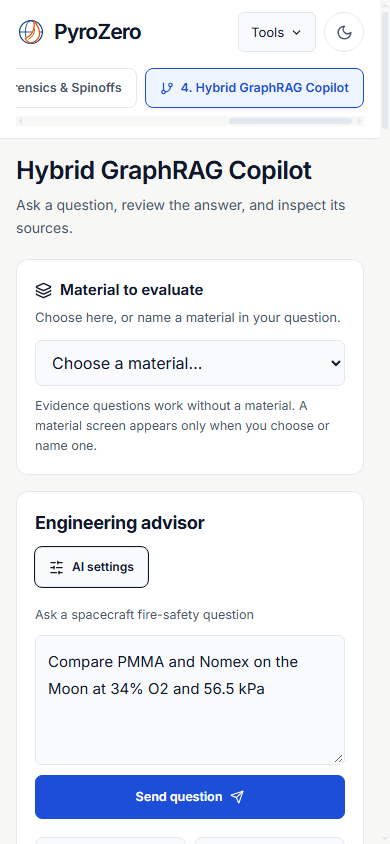 PyroZero
Tools
rensics & Spinoffs
4. Hybrid GraphRAG Copilot
Hybrid GraphRAG Copilot
Ask a question, review the answer, and inspect its
sources.
Material to evaluate
Choose here, or name a material in your question.
Choose a material...
Evidence questions work without a material. A
material screen appears only when you choose or
name one.
Engineering advisor
AI settings
Ask a spacecraft fire-safety question
Compare PMMA and Nomex on the
Moon at 34% O2 and 56.5 kPa
Send question